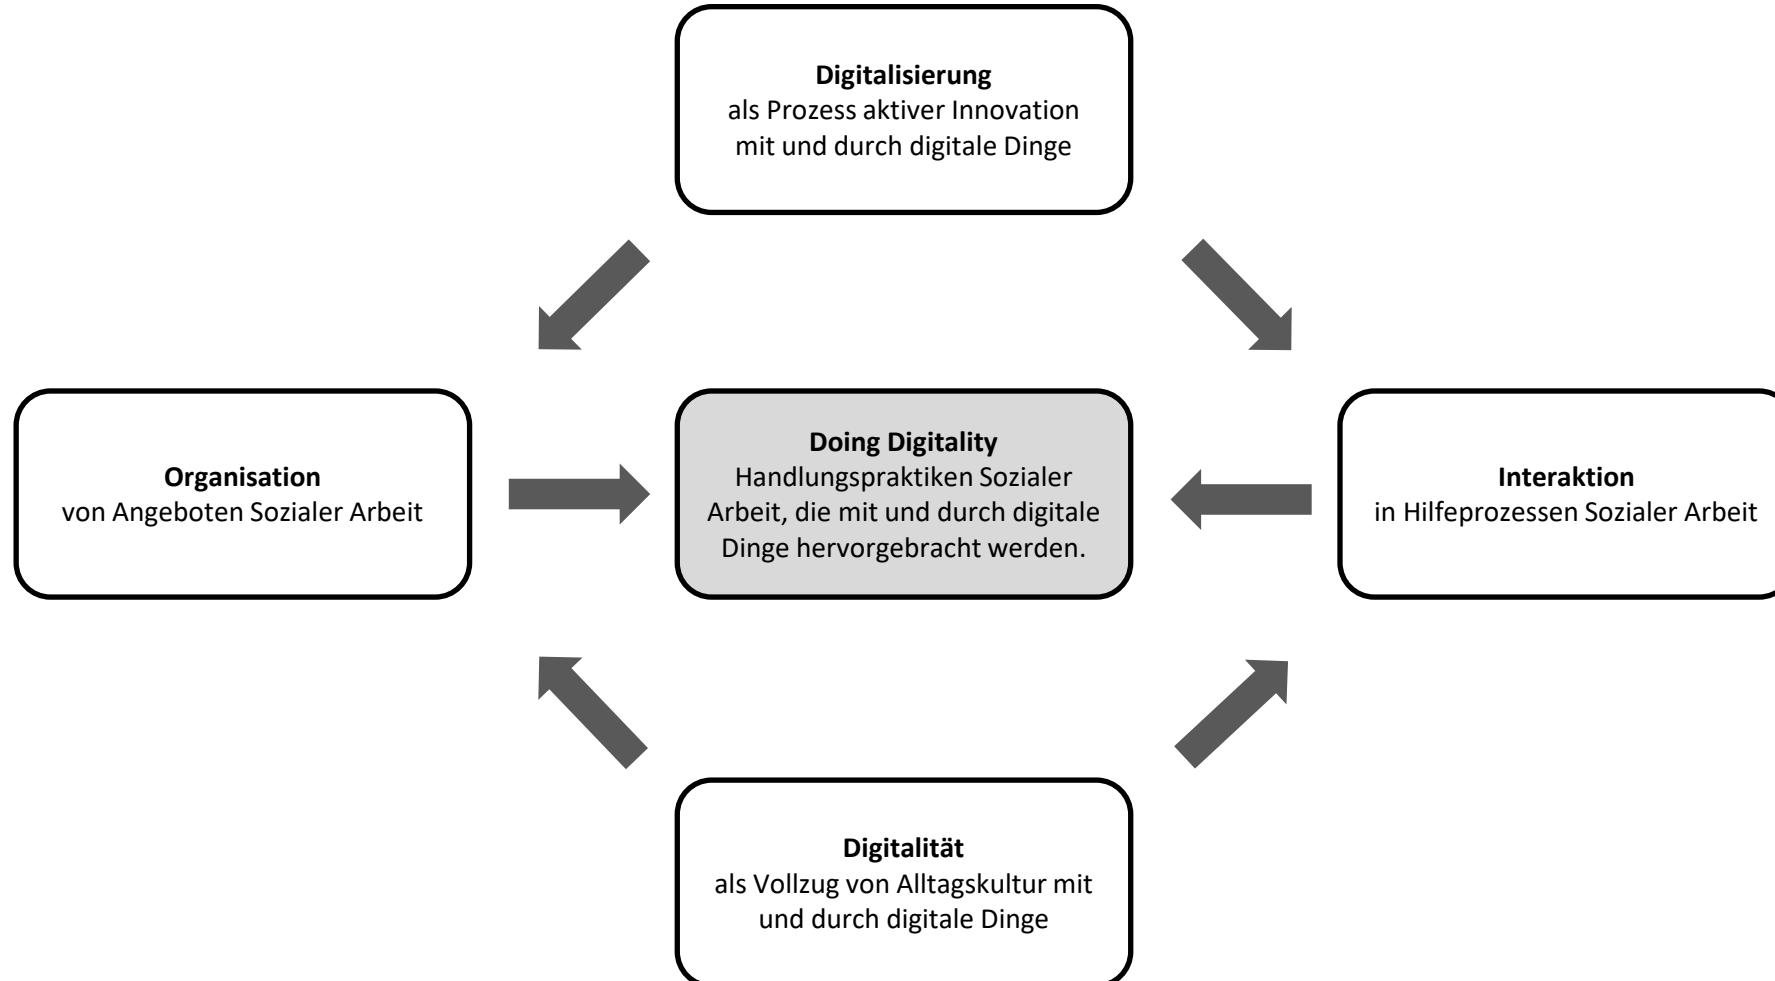 Digitalisierung
als Prozess aktiver Innovation
mit und durch digitale Dinge
Organisation
von Angeboten Sozialer Arbeit
Doing Digitality
Handlungspraktiken Sozialer
Arbeit, die mit und durch digitale
Dinge hervorgebracht werden.
Interaktion
in Hilfeprozessen Sozialer Arbeit
Digitalität
als Vollzug von Alltagskultur mit
und durch digitale Dinge